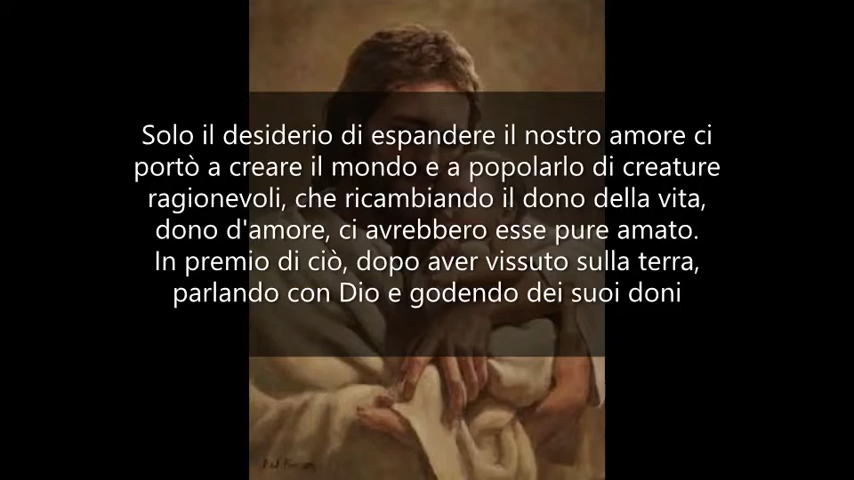 Solo il desiderio di espandere il nostro amore ci
portò a creare il mondo e a popolarlo di creature
ragionevoli, che ricambiando il dono della vita,
dono d'amore, ci avrebbero esse pure amato.
In premio di ciò, dopo aver vissuto sulla terra,
parlando con Dio e godendo dei suoi doni